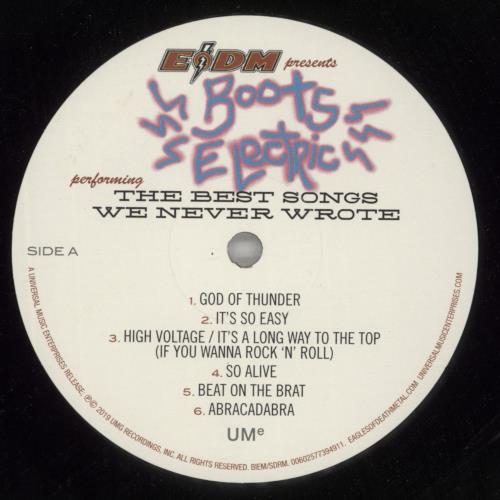 EODM presents
Boots
Electric
performing
THE BEST SONGS
WE NEVER WROTE
SIDE A
1. GOD OF THUNDER
2. IT'S SO EASY
3. HIGH VOLTAGE / IT'S A LONG WAY TO THE TOP
(IF YOU WANNA ROCK 'N' ROLL)
4. SO ALIVE
5. BEAT ON THE BRAT
6. ABRACADABRA
UMe
A UNIVERSAL MUSIC ENTERPRISES RELEASE; ℗© 2019 UMG RECORDINGS, INC. ALL RIGHTS RESERVED. BIEM/SDRM. 00602577394911. EAGLESOFDEATHMETAL.COM UNIVERSALMUSICENTERPRISES.COM